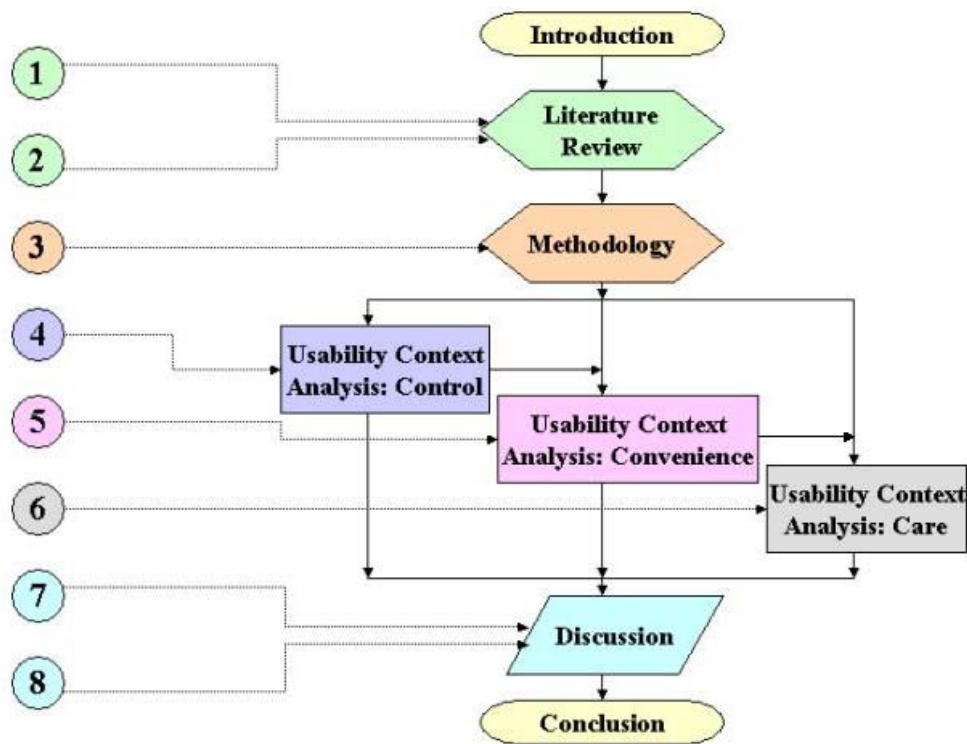 Introduction
1
Literature
Review
2
3
Methodology
4
Usability Context
Analysis: Control
5
Usability Context
Analysis: Convenience
6
Usability Context
Analysis: Care
7
Discussion
8
Conclusion